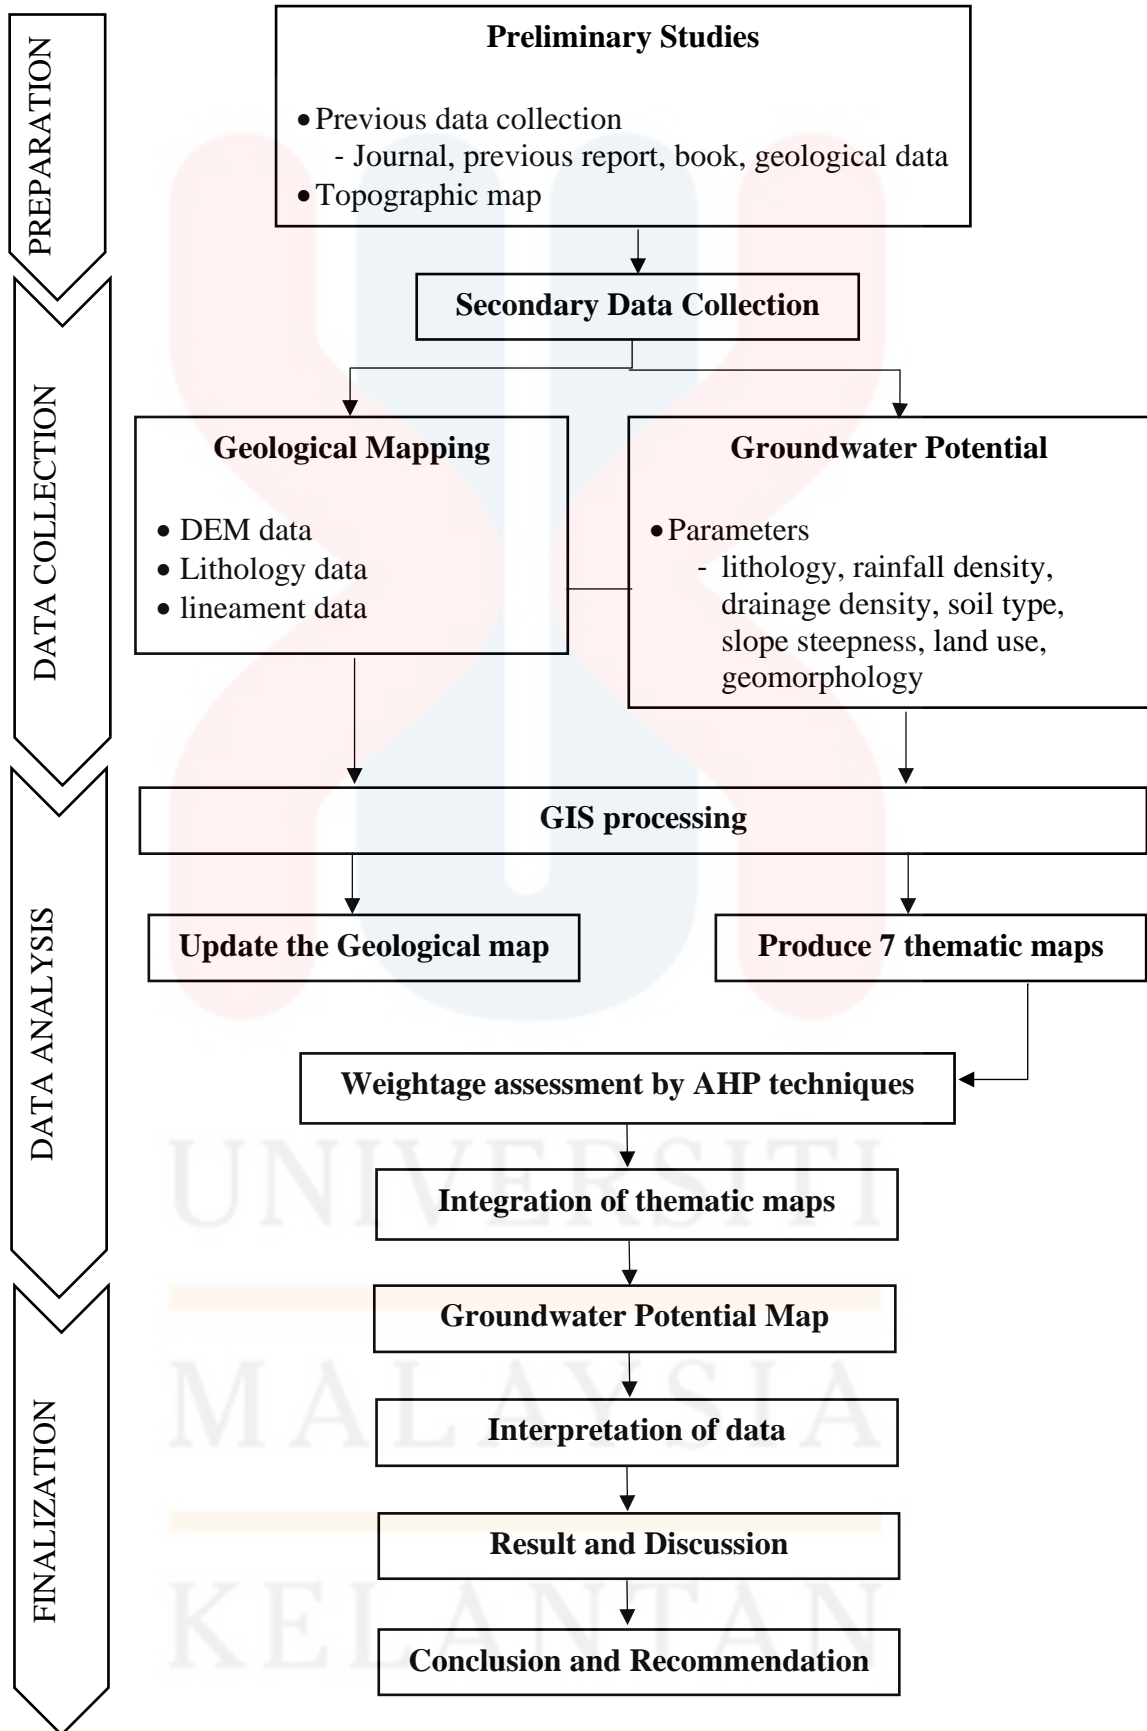 PREPARATION
Preliminary Studies
• Previous data collection
- Journal, previous report, book, geological data
• Topographic map
DATA COLLECTION
Secondary Data Collection
Geological Mapping
• DEM data
• Lithology data
• lineament data
Groundwater Potential
• Parameters
- lithology, rainfall density,
drainage density, soil type,
slope steepness, land use,
geomorphology
DATA ANALYSIS
GIS processing
Update the Geological map
Produce 7 thematic maps
Weightage assessment by AHP techniques
Integration of thematic maps
FINALIZATION
Groundwater Potential Map
Interpretation of data
Result and Discussion
Conclusion and Recommendation
UNIVERSITI
MALAYSIA
KELANTAN